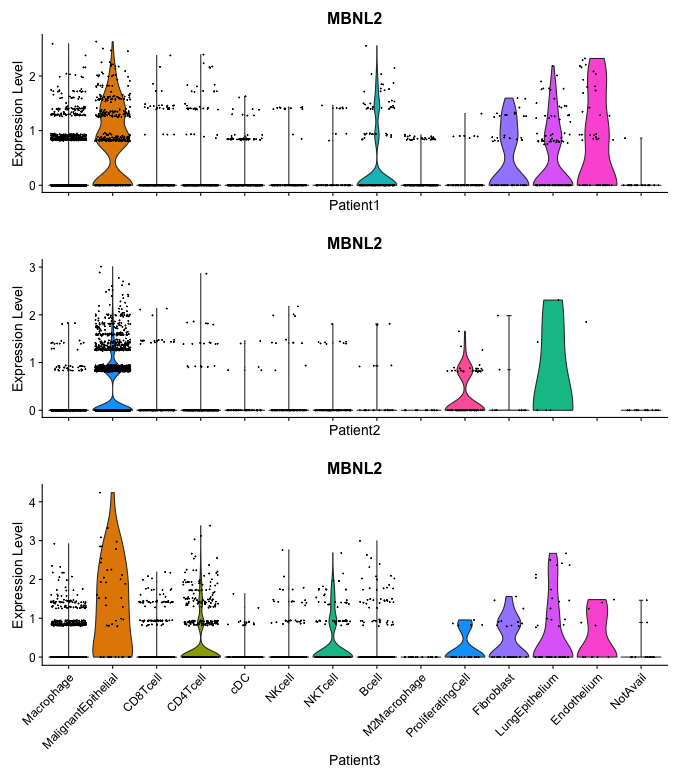 MBNL2
Expression Level
2
1
0
Patient1
MBNL2
Expression Level
3
2
1
0
Patient2
MBNL2
Expression Level
4
3
2
1
0
Macrophage
MalignantEpithelial
CD8Tcell
CD4Tcell
cDC
NKcell
NKTcell
Bcell
M2Macrophage
ProliferatingCell
Fibroblast
LungEpithelium
Endothelium
NotAvail
Patient3